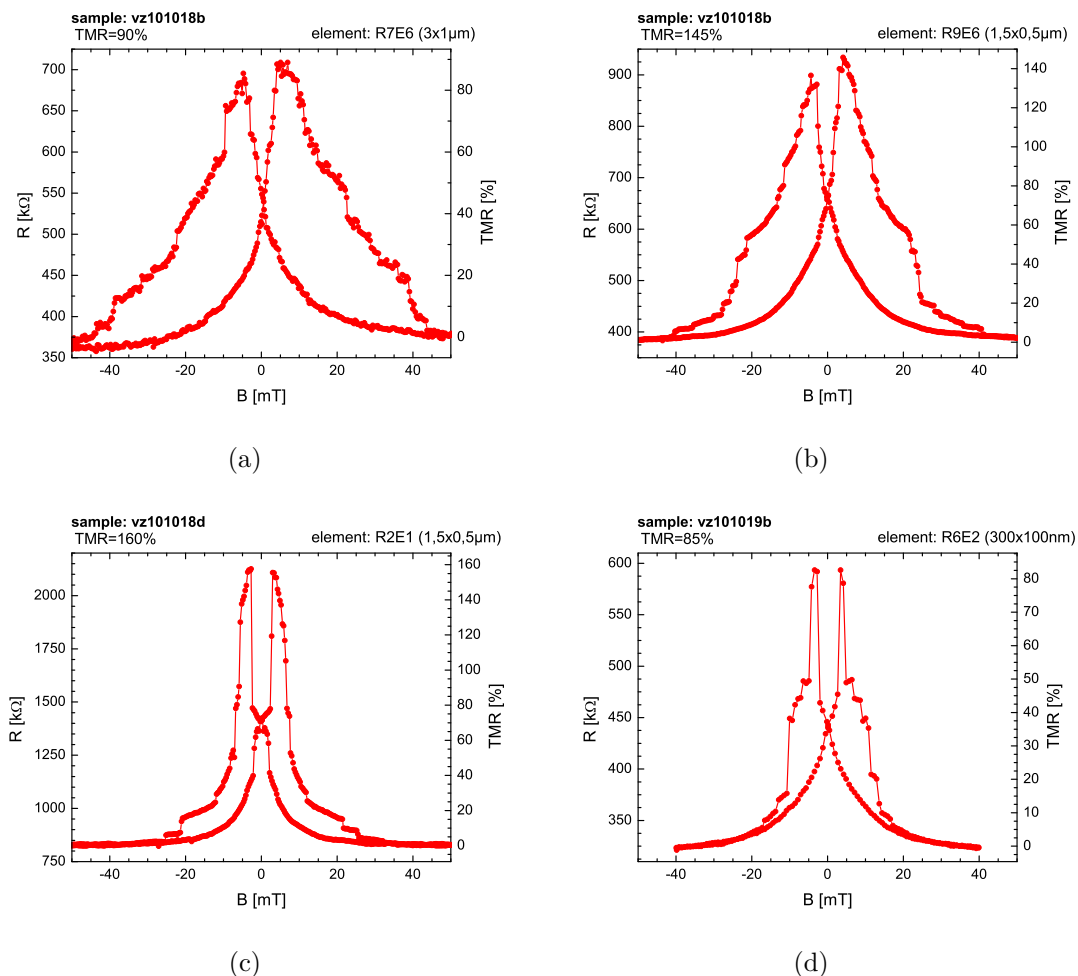 sample: vz101018b
TMR=90%
element: R7E6 (3x1µm)
700
650
600
550
500
450
400
350
R [kΩ]
80
60
40
20
0
TMR [%]
-40 -20 0 20 40
B [mT]
(a)
sample: vz101018b
TMR=145%
element: R9E6 (1,5x0,5µm)
900
800
700
600
500
400
R [kΩ]
140
120
100
80
60
40
20
0
TMR [%]
-40 -20 0 20 40
B [mT]
(b)
sample: vz101018d
TMR=160%
element: R2E1 (1,5x0,5µm)
2000
1750
1500
1250
1000
750
R [kΩ]
160
140
120
100
80
60
40
20
0
TMR [%]
-40 -20 0 20 40
B [mT]
(c)
sample: vz101019b
TMR=85%
element: R6E2 (300x100nm)
600
550
500
450
400
350
R [kΩ]
80
70
60
50
40
30
20
10
0
TMR [%]
-40 -20 0 20 40
B [mT]
(d)